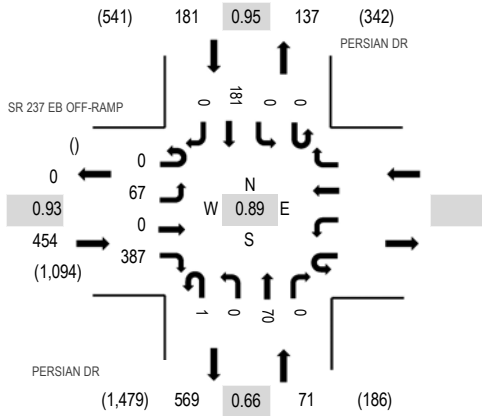 (541) 181 0.95 137 (342)
PERSIAN DR
SR 237 EB OFF-RAMP
0 181 0 0
()
0 0
67 N
0.93 W 0.89 E
454 0 S
387
(1,094)
1 0 70 0
PERSIAN DR
(1,479) 569 0.66 71 (186)